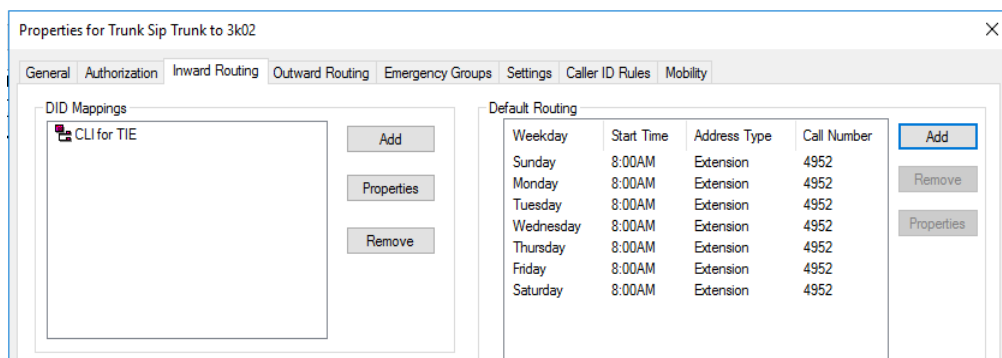 Properties for Trunk Sip Trunk to 3k02
General Authorization Inward Routing Outward Routing Emergency Groups Settings Caller ID Rules Mobility
DID Mappings
CLI for TIE
Add
Properties
Remove
Default Routing
Weekday Start Time Address Type Call Number
Sunday 8:00AM Extension 4952
Monday 8:00AM Extension 4952
Tuesday 8:00AM Extension 4952
Wednesday 8:00AM Extension 4952
Thursday 8:00AM Extension 4952
Friday 8:00AM Extension 4952
Saturday 8:00AM Extension 4952
Add
Remove
Properties